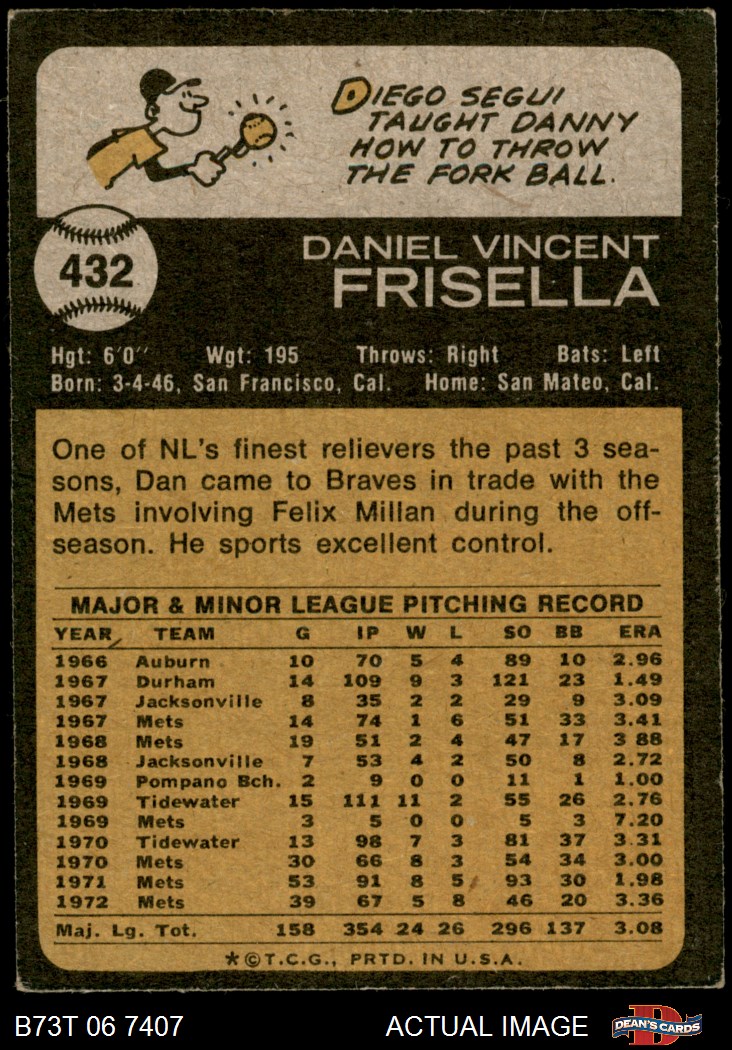 DIEGO SEGUI
TAUGHT DANNY
HOW TO THROW
THE FORK BALL.
432
DANIEL VINCENT
FRISELLA
Hgt: 6'0" Wgt: 195 Throws: Right Bats: Left
Born: 3-4-46, San Francisco, Cal. Home: San Mateo, Cal.
One of NL's finest relievers the past 3 sea-
sons, Dan came to Braves in trade with the
Mets involving Felix Millan during the off-
season. He sports excellent control.
MAJOR & MINOR LEAGUE PITCHING RECORD
YEAR TEAM G IP W L SO BB ERA
1966 Auburn 10 70 5 4 89 10 2.96
1967 Durham 14 109 9 3 121 23 1.49
1967 Jacksonville 8 35 2 2 29 9 3.09
1967 Mets 14 74 1 6 51 33 3.41
1968 Mets 19 51 2 4 47 17 3 88
1968 Jacksonville 7 53 4 2 50 8 2.72
1969 Pompano Bch. 2 9 0 0 11 1 1.00
1969 Tidewater 15 111 11 2 55 26 2.76
1969 Mets 3 5 0 0 5 3 7.20
1970 Tidewater 13 98 7 3 81 37 3.31
1970 Mets 30 66 8 3 54 34 3.00
1971 Mets 53 91 8 5 93 30 1.98
1972 Mets 39 67 5 8 46 20 3.36
Maj. Lg. Tot. 158 354 24 26 296 137 3.08
*©T.C.G., PRTD. IN U.S.A.
B73T 06 7407 ACTUAL IMAGE DEAN'S CARDS